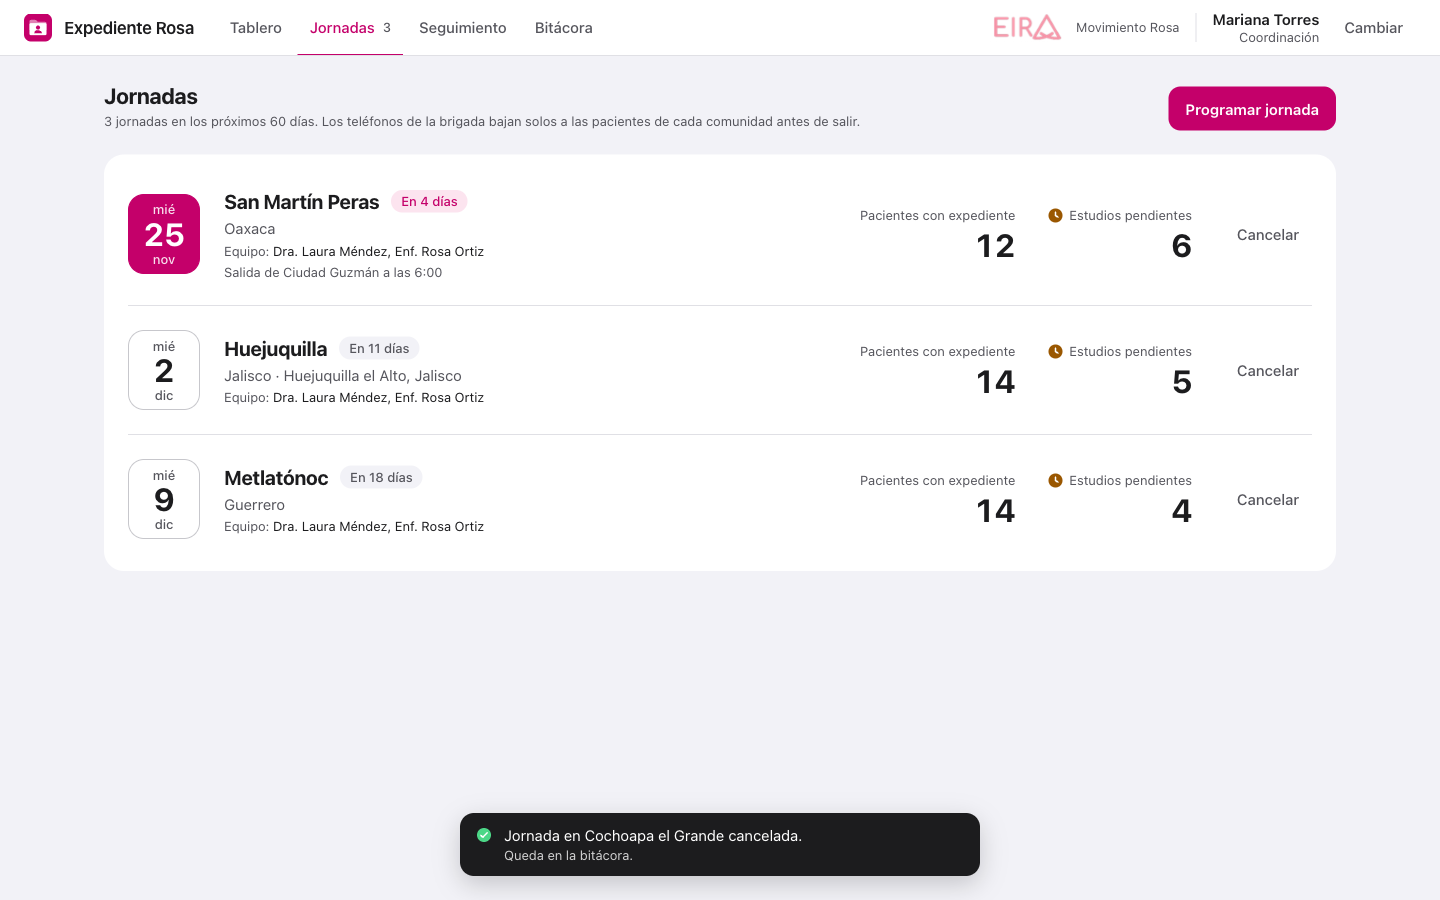 Expediente Rosa
Tablero
Jornadas 3
Seguimiento
Bitácora
EIRA
Movimiento Rosa
Mariana Torres
Coordinación
Cambiar
Jornadas
3 jornadas en los próximos 60 días. Los teléfonos de la brigada bajan solos a las pacientes de cada comunidad antes de salir.
Programar jornada
mié
25
nov
San Martín Peras
En 4 días
Oaxaca
Equipo: Dra. Laura Méndez, Enf. Rosa Ortiz
Salida de Ciudad Guzmán a las 6:00
Pacientes con expediente
12
Estudios pendientes
6
Cancelar
mié
2
dic
Huejuquilla
En 11 días
Jalisco · Huejuquilla el Alto, Jalisco
Equipo: Dra. Laura Méndez, Enf. Rosa Ortiz
Pacientes con expediente
14
Estudios pendientes
5
Cancelar
mié
9
dic
Metlatónoc
En 18 días
Guerrero
Equipo: Dra. Laura Méndez, Enf. Rosa Ortiz
Pacientes con expediente
14
Estudios pendientes
4
Cancelar
Jornada en Cochoapa el Grande cancelada.
Queda en la bitácora.